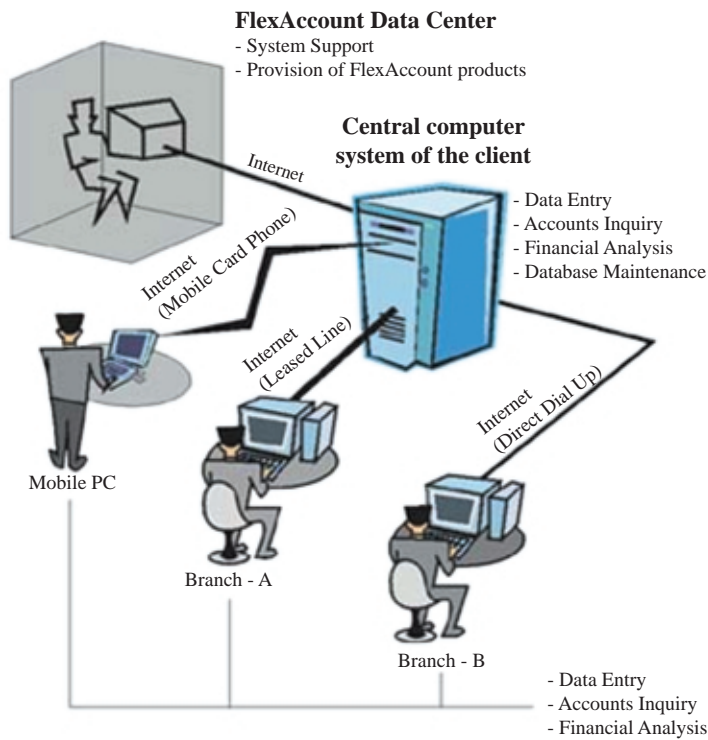 FlexAccount Data Center
- System Support
- Provision of FlexAccount products
Central computer
system of the client
Internet
- Data Entry
- Accounts Inquiry
- Financial Analysis
- Database Maintenance
Internet
(Mobile Card Phone)
Internet
(Leased Line)
Internet
(Direct Dial Up)
Mobile PC
Branch - A
Branch - B
- Data Entry
- Accounts Inquiry
- Financial Analysis